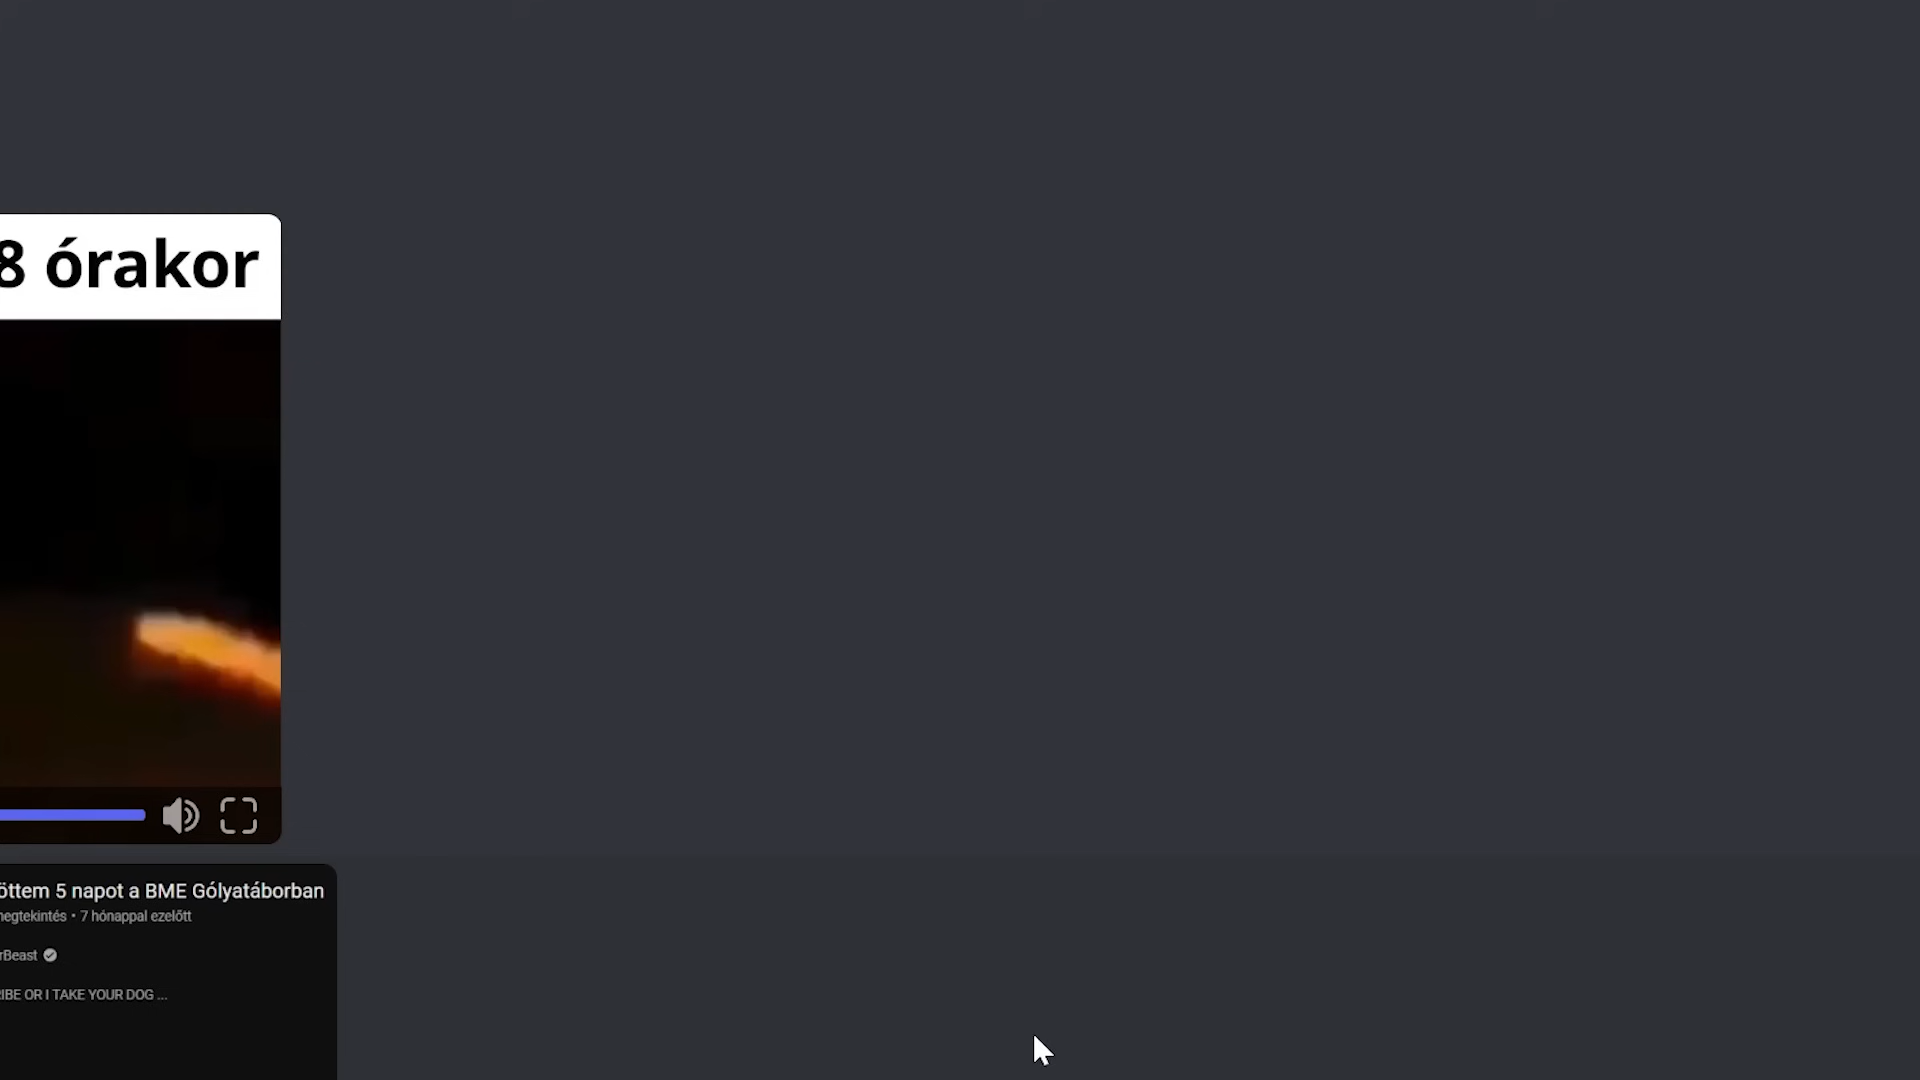 8 órakor
öttem 5 napot a BME Gólyatáborban
megtekintés • 7 hónappal ezelőtt
rBeast
IBE OR I TAKE YOUR DOG ...